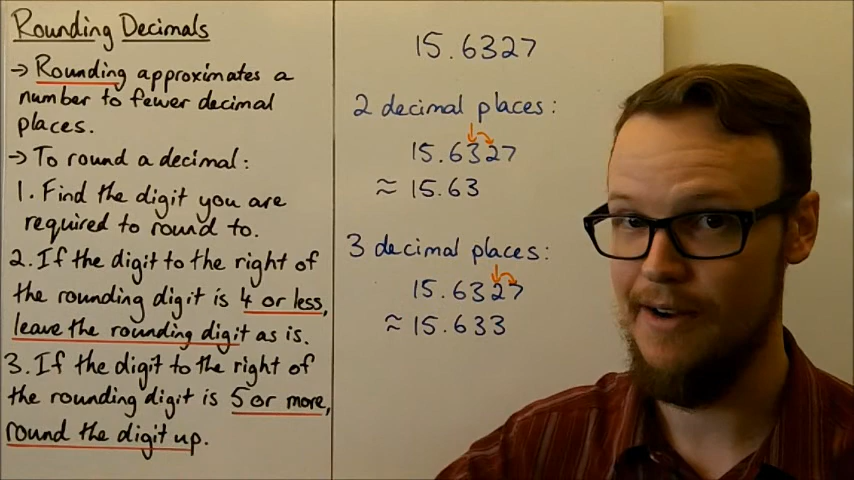 Rounding Decimals
→ Rounding approximates a
number to fewer decimal
places.
→ To round a decimal:
1. Find the digit you are
required to round to.
2. If the digit to the right of
the rounding digit is 4 or less,
leave the rounding digit as is.
3. If the digit to the right of
the rounding digit is 5 or more,
round the digit up.
15.6327
2 decimal places:
15.6327
≈ 15.63
3 decimal places:
15.6327
≈ 15.633